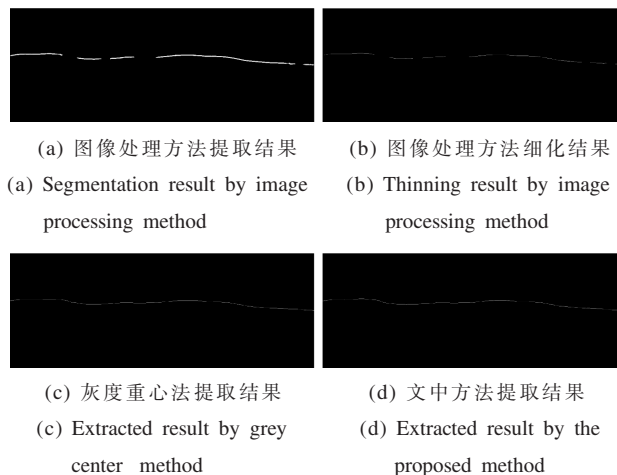 (a) 图像处理方法提取结果
(a) Segmentation result by image
processing method
(b) 图像处理方法细化结果
(b) Thinning result by image
processing method
(c) 灰度重心法提取结果
(c) Extracted result by grey
center method
(d) 文中方法提取结果
(d) Extracted result by the
proposed method